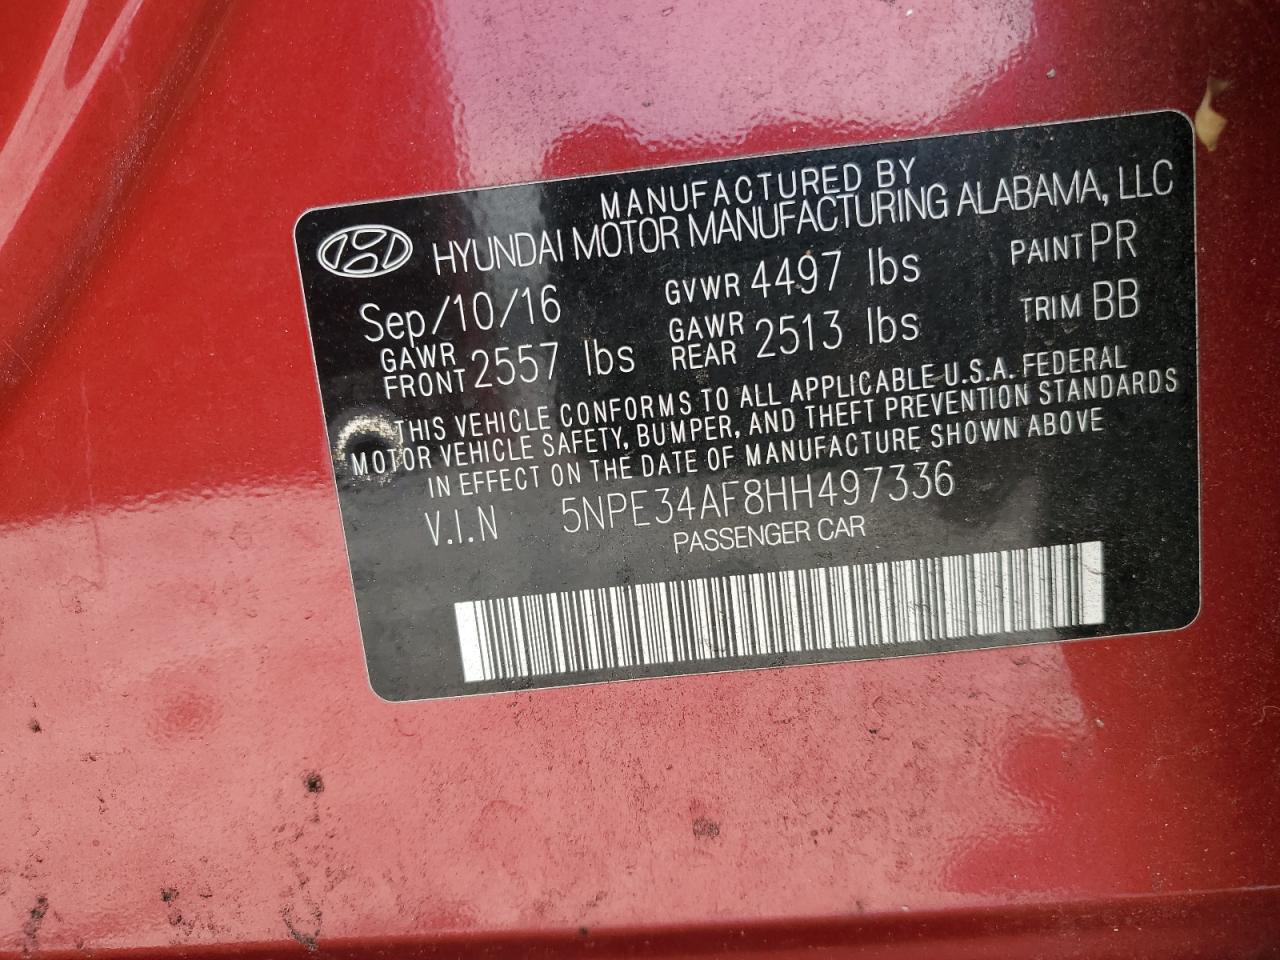 MANUFACTURED BY
HYUNDAI MOTOR MANUFACTURING ALABAMA, LLC
Sep/10/16 GVWR 4497 lbs PAINT PR
GAWR FRONT 2557 lbs GAWR REAR 2513 lbs TRIM BB
THIS VEHICLE CONFORMS TO ALL APPLICABLE U.S.A. FEDERAL
MOTOR VEHICLE SAFETY, BUMPER, AND THEFT PREVENTION STANDARDS
IN EFFECT ON THE DATE OF MANUFACTURE SHOWN ABOVE
V.I.N 5NPE34AF8HH497336
PASSENGER CAR